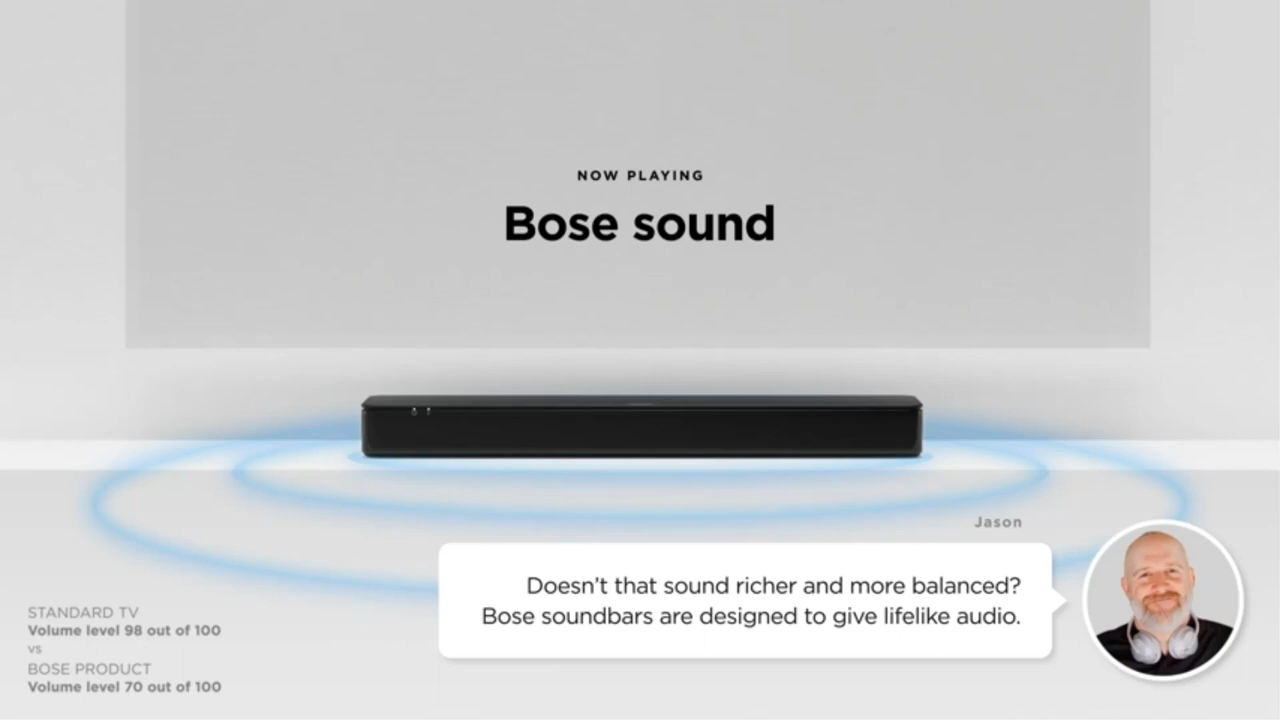 NOW PLAYING
Bose sound
Jason
Doesn't that sound richer and more balanced?
Bose soundbars are designed to give lifelike audio.
STANDARD TV
Volume level 98 out of 100
vs
BOSE PRODUCT
Volume level 70 out of 100